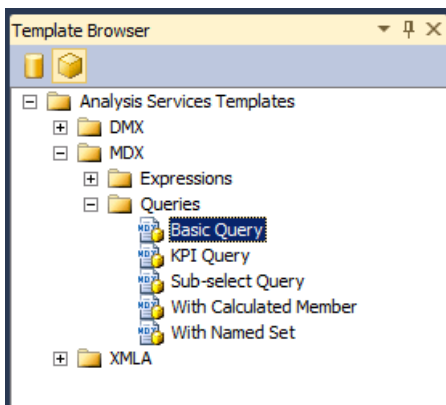 Template Browser
Analysis Services Templates
DMX
MDX
Expressions
Queries
Basic Query
KPI Query
Sub-select Query
With Calculated Member
With Named Set
XMLA